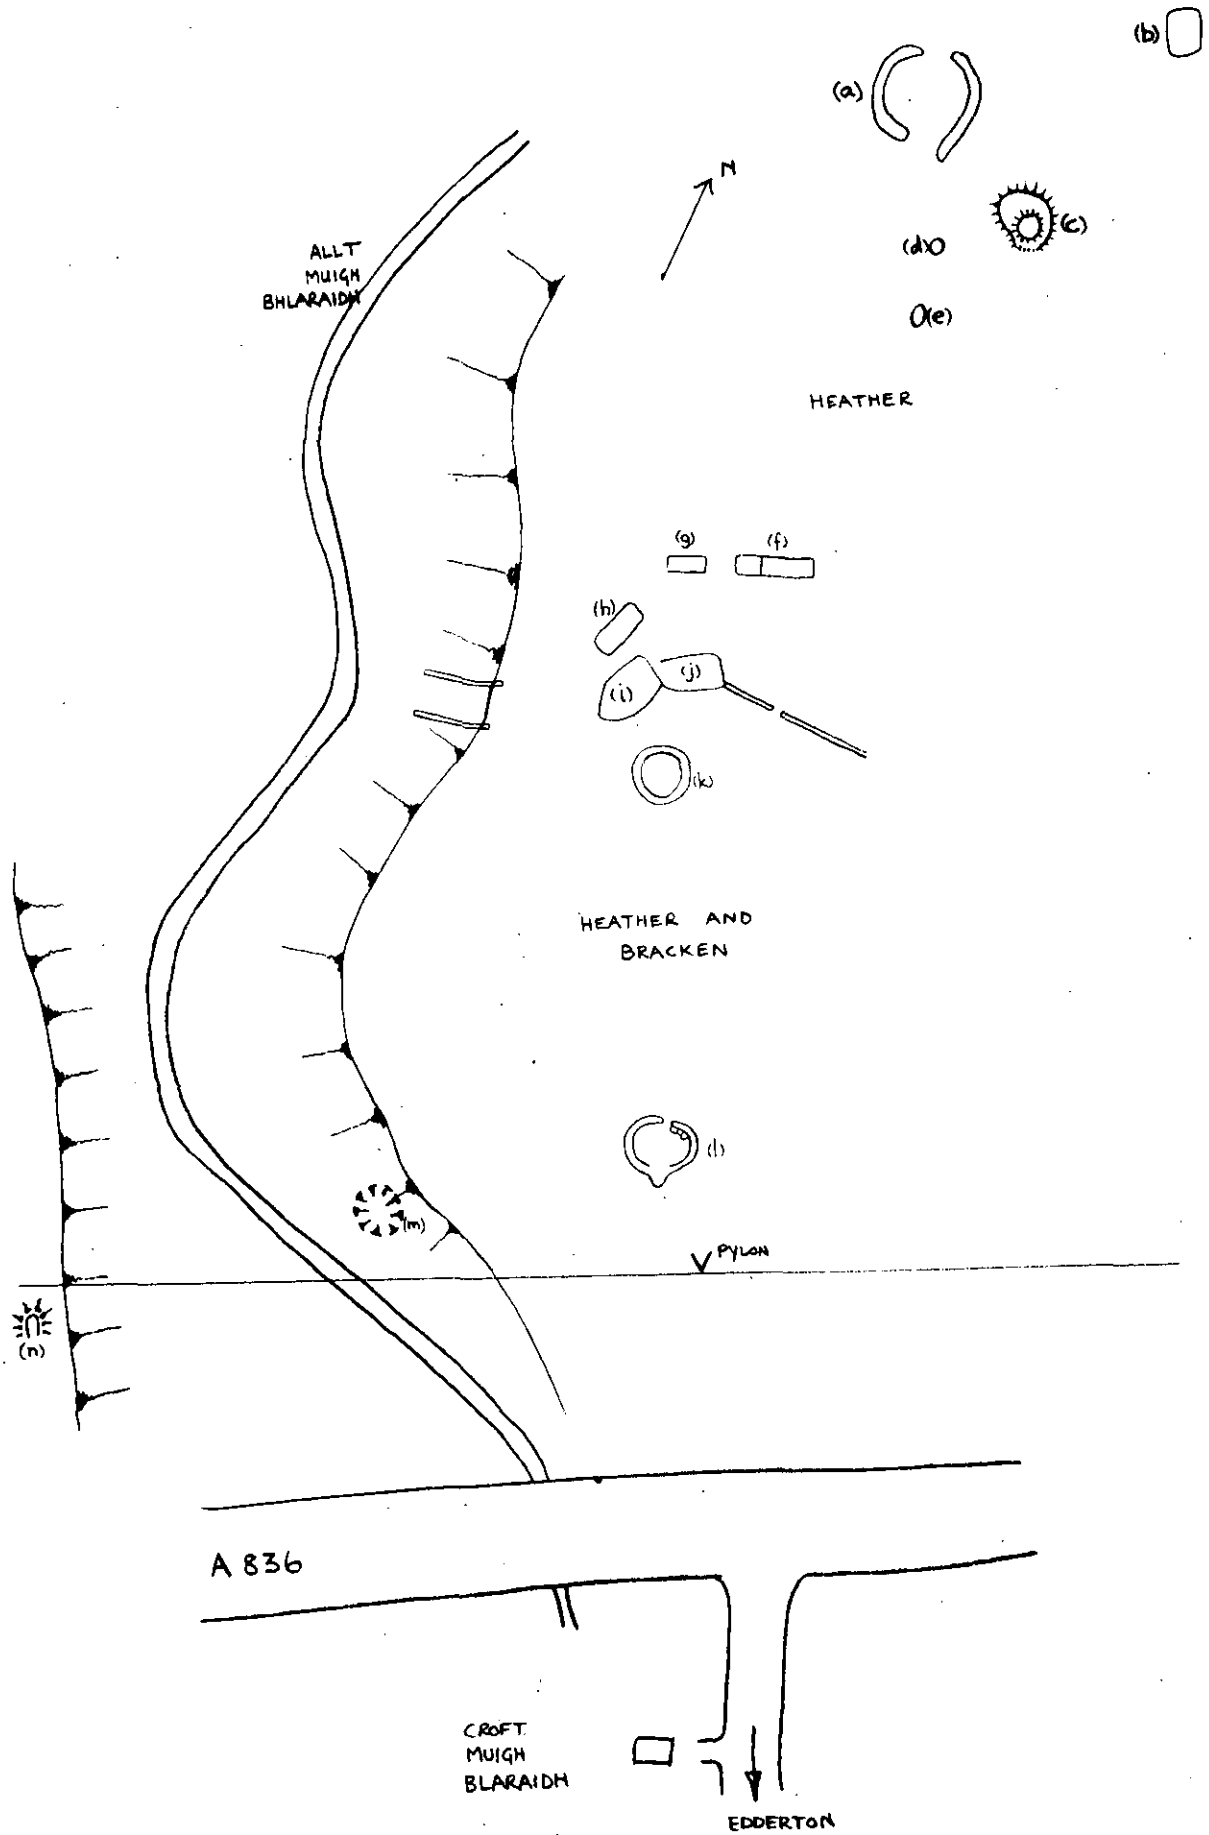 (b)
(a)
N
(c)
(d)
(e)
ALLT
MUIGH
BHLARAIDH
HEATHER
(g)
(f)
(h)
(i)
(j)
(k)
HEATHER AND
BRACKEN
(l)
(m)
PYLON
(n)
A 836
CROFT
MUIGH
BLARAIDH
EDDERTON